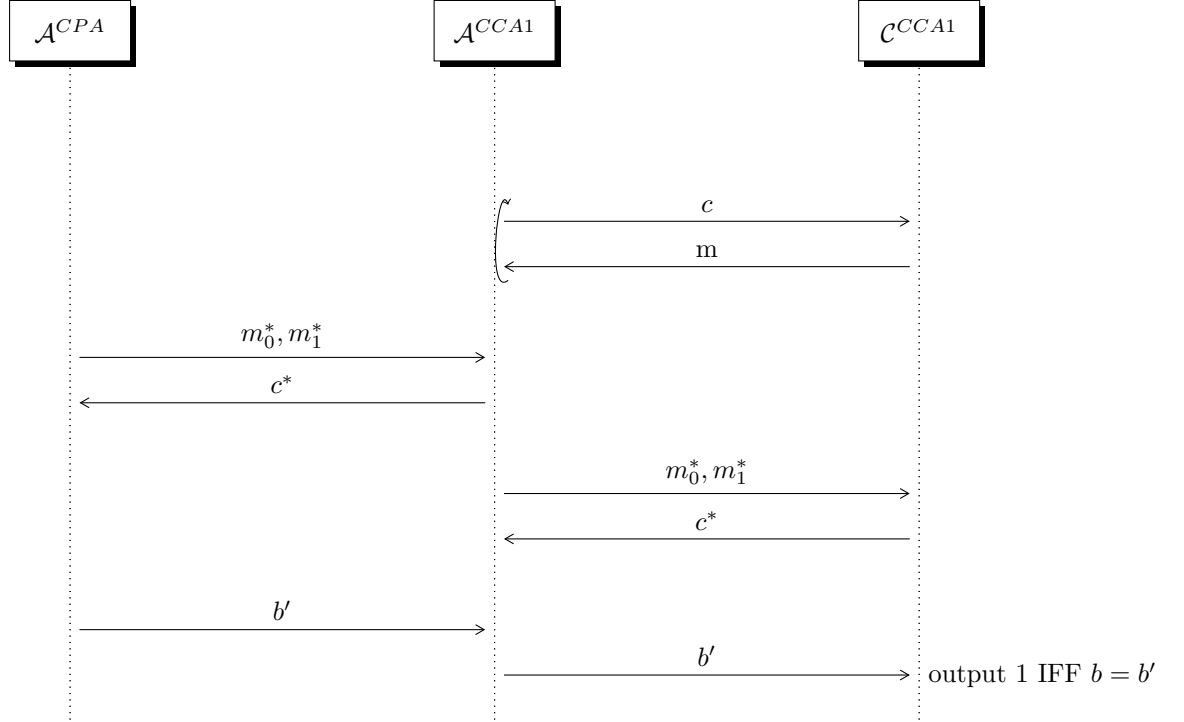 𝒜^{CPA} 𝒜^{CCA1} 𝒞^{CCA1}
c
m
m_0^*, m_1^*
c^*
m_0^*, m_1^*
c^*
b′
b′ output 1 IFF b = b′